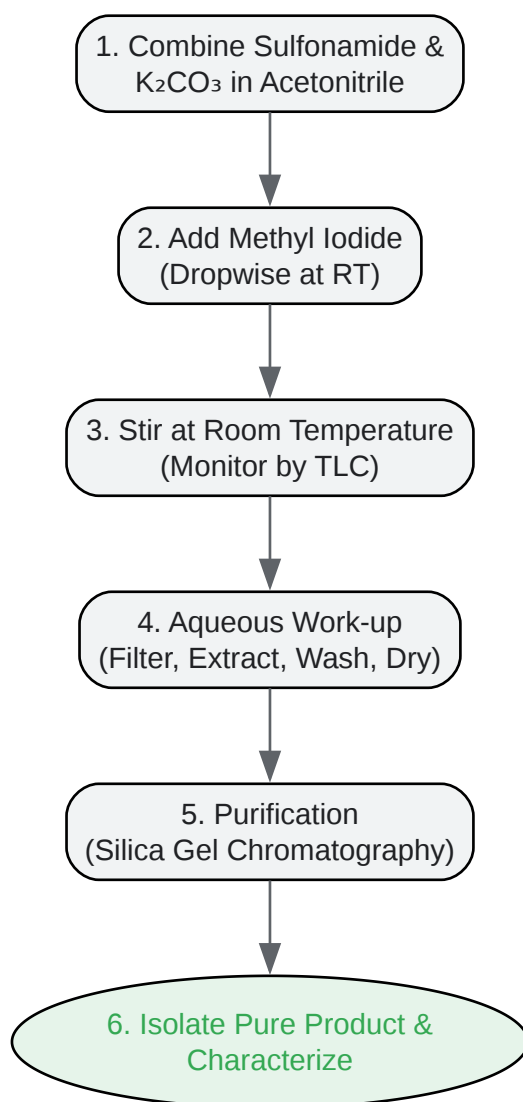 1. Combine Sulfonamide &
K₂CO₃ in Acetonitrile
2. Add Methyl Iodide
(Dropwise at RT)
3. Stir at Room Temperature
(Monitor by TLC)
4. Aqueous Work-up
(Filter, Extract, Wash, Dry)
5. Purification
(Silica Gel Chromatography)
6. Isolate Pure Product &
Characterize